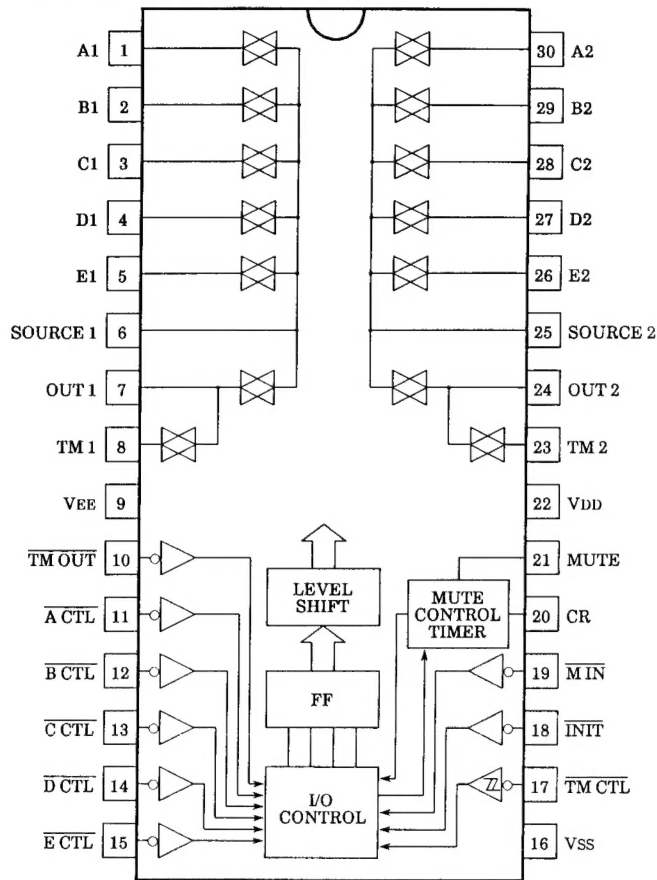 A1 1 30 A2
B1 2 29 B2
C1 3 28 C2
D1 4 27 D2
E1 5 26 E2
SOURCE 1 6 25 SOURCE 2
OUT 1 7 24 OUT 2
TM 1 8 23 TM 2
VEE 9 22 VDD
TM OUT 10 21 MUTE
LEVEL
SHIFT
MUTE
CONTROL
TIMER
A CTL 11 20 CR
B CTL 12 19 M IN
FF
C CTL 13 18 INIT
D CTL 14 17 TM CTL
I/O
CONTROL
E CTL 15 16 VSS